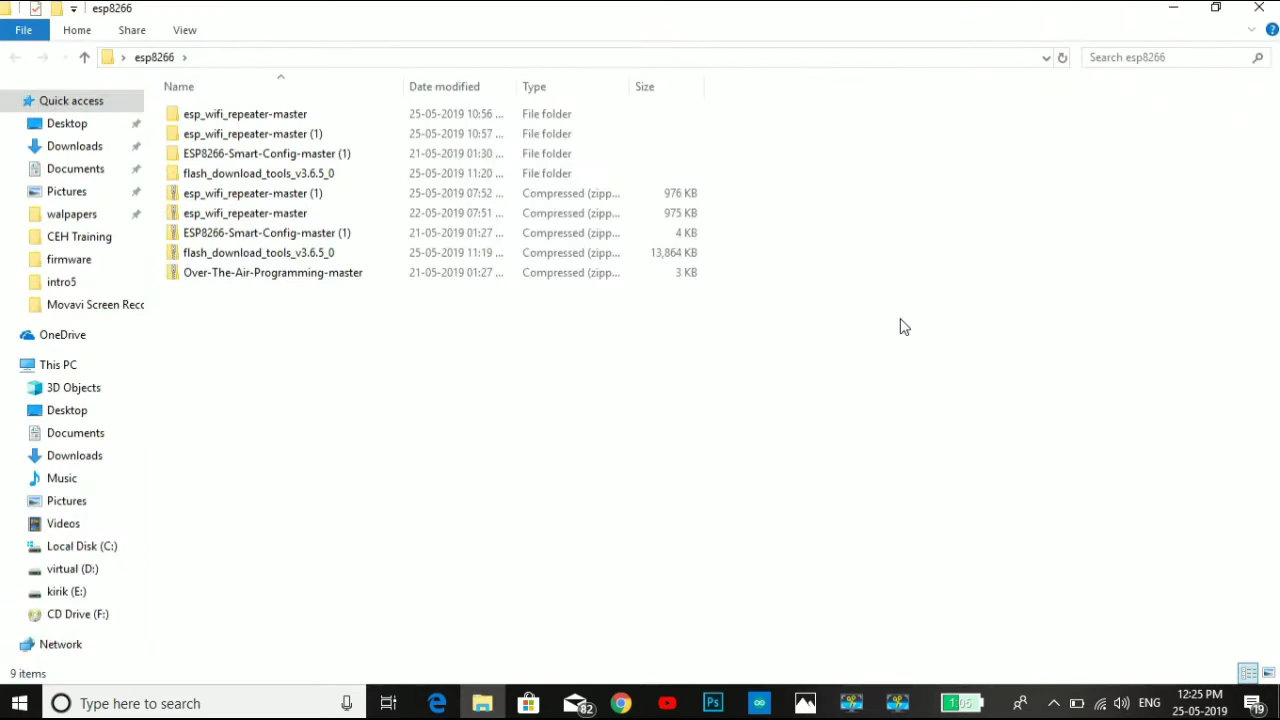 esp8266
File Home Share View
esp8266
Search esp8266
Name Date modified Type Size
Quick access
Desktop
Downloads
Documents
Pictures
walpapers
CEH Training
firmware
intro5
Movavi Screen Recc
OneDrive
This PC
3D Objects
Desktop
Documents
Downloads
Music
Pictures
Videos
Local Disk (C:)
virtual (D:)
kirik (E:)
CD Drive (F:)
Network
esp_wifi_repeater-master 25-05-2019 10:56 ... File folder
esp_wifi_repeater-master (1) 25-05-2019 10:57 ... File folder
ESP8266-Smart-Config-master (1) 21-05-2019 01:30 ... File folder
flash_download_tools_v3.6.5_0 25-05-2019 11:20 ... File folder
esp_wifi_repeater-master (1) 25-05-2019 07:52 ... Compressed (zipp... 976 KB
esp_wifi_repeater-master 22-05-2019 07:51 ... Compressed (zipp... 975 KB
ESP8266-Smart-Config-master (1) 21-05-2019 01:27 ... Compressed (zipp... 4 KB
flash_download_tools_v3.6.5_0 25-05-2019 11:19 ... Compressed (zipp... 13,864 KB
Over-The-Air-Programming-master 21-05-2019 01:27 ... Compressed (zipp... 3 KB
9 items
Type here to search
82
Ps
1:05
ENG
12:25 PM
25-05-2019
19